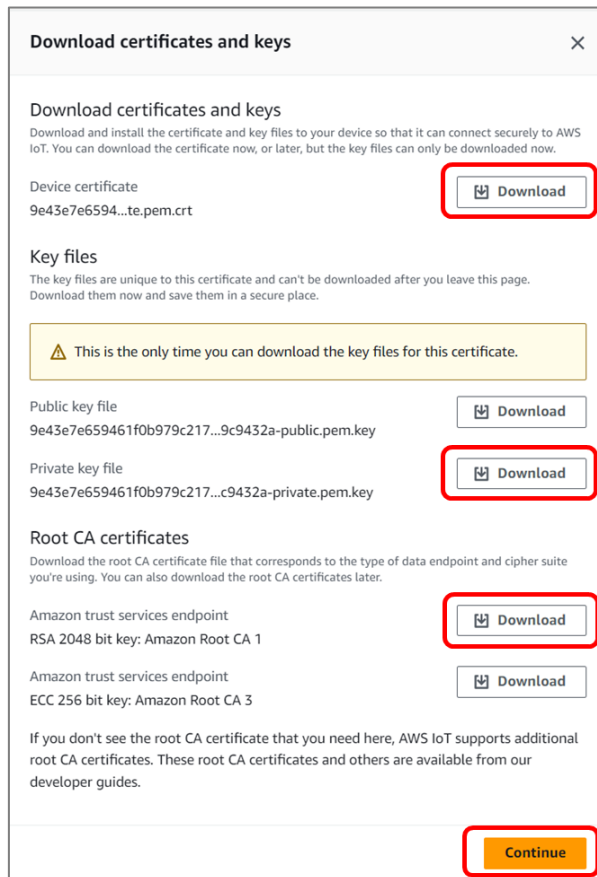 Download certificates and keys
Download certificates and keys
Download and install the certificate and key files to your device so that it can connect securely to AWS
IoT. You can download the certificate now, or later, but the key files can only be downloaded now.
Device certificate
Download
9e43e7e6594...te.pem.crt
Key files
The key files are unique to this certificate and can't be downloaded after you leave this page.
Download them now and save them in a secure place.
This is the only time you can download the key files for this certificate.
Public key file
Download
9e43e7e659461f0b979c217...9c9432a-public.pem.key
Private key file
Download
9e43e7e659461f0b979c217...c9432a-private.pem.key
Root CA certificates
Download the root CA certificate file that corresponds to the type of data endpoint and cipher suite
you're using. You can also download the root CA certificates later.
Amazon trust services endpoint
Download
RSA 2048 bit key: Amazon Root CA 1
Amazon trust services endpoint
Download
ECC 256 bit key: Amazon Root CA 3
If you don't see the root CA certificate that you need here, AWS IoT supports additional
root CA certificates. These root CA certificates and others are available from our
developer guides.
Continue